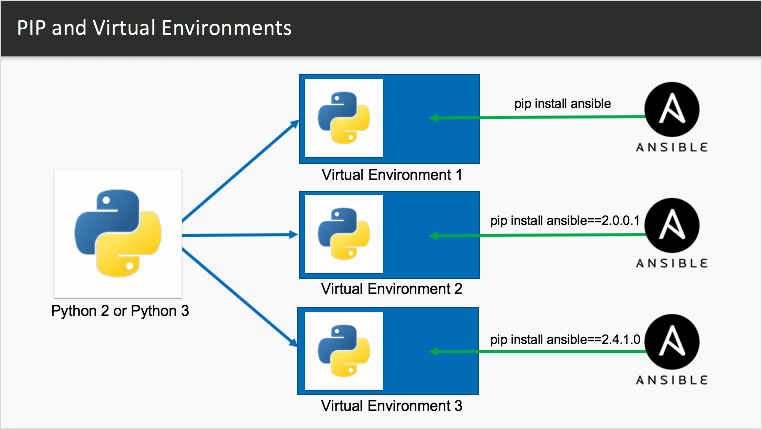 PIP and Virtual Environments
pip install ansible
ANSIBLE
Virtual Environment 1
pip install ansible==2.0.0.1
ANSIBLE
Python 2 or Python 3
Virtual Environment 2
pip install ansible==2.4.1.0
ANSIBLE
Virtual Environment 3